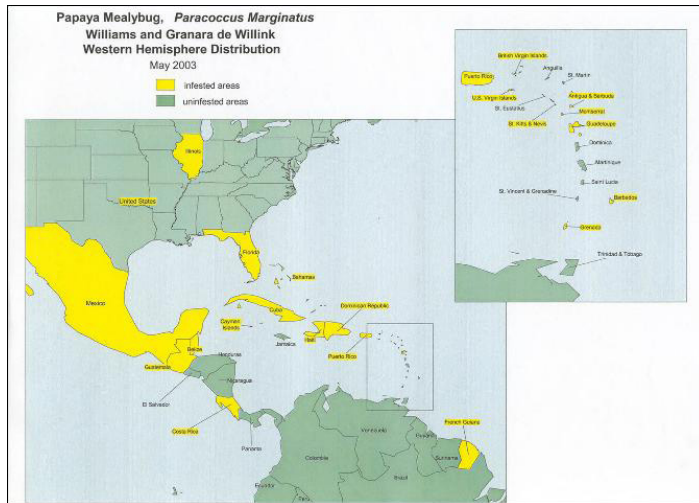 Papaya Mealybug, Paracoccus Marginatus
Williams and Granara de Willink
Western Hemisphere Distribution
May 2003
infested areas
uninfested areas
British Virgin Islands
Anguilla
Puerto Rico
St. Martin
U.S. Virgin Islands
Antigua & Barbuda
St. Eustatius
Montserrat
St. Kitts & Nevis
Guadeloupe
Dominica
Martinique
Saint Lucia
St. Vincent & Grenadine
Barbados
Grenada
Trinidad & Tobago
Illinois
United States
Florida
Bahamas
Mexico
Cuba
Dominican Republic
Cayman
Islands
Jamaica
Haiti
Puerto Rico
Belize
Honduras
Guatemala
Nicaragua
El Salvador
Costa Rica
Panama
French Guiana
Venezuela
Guyana
Suriname
Colombia
Ecuador
Brazil
Peru